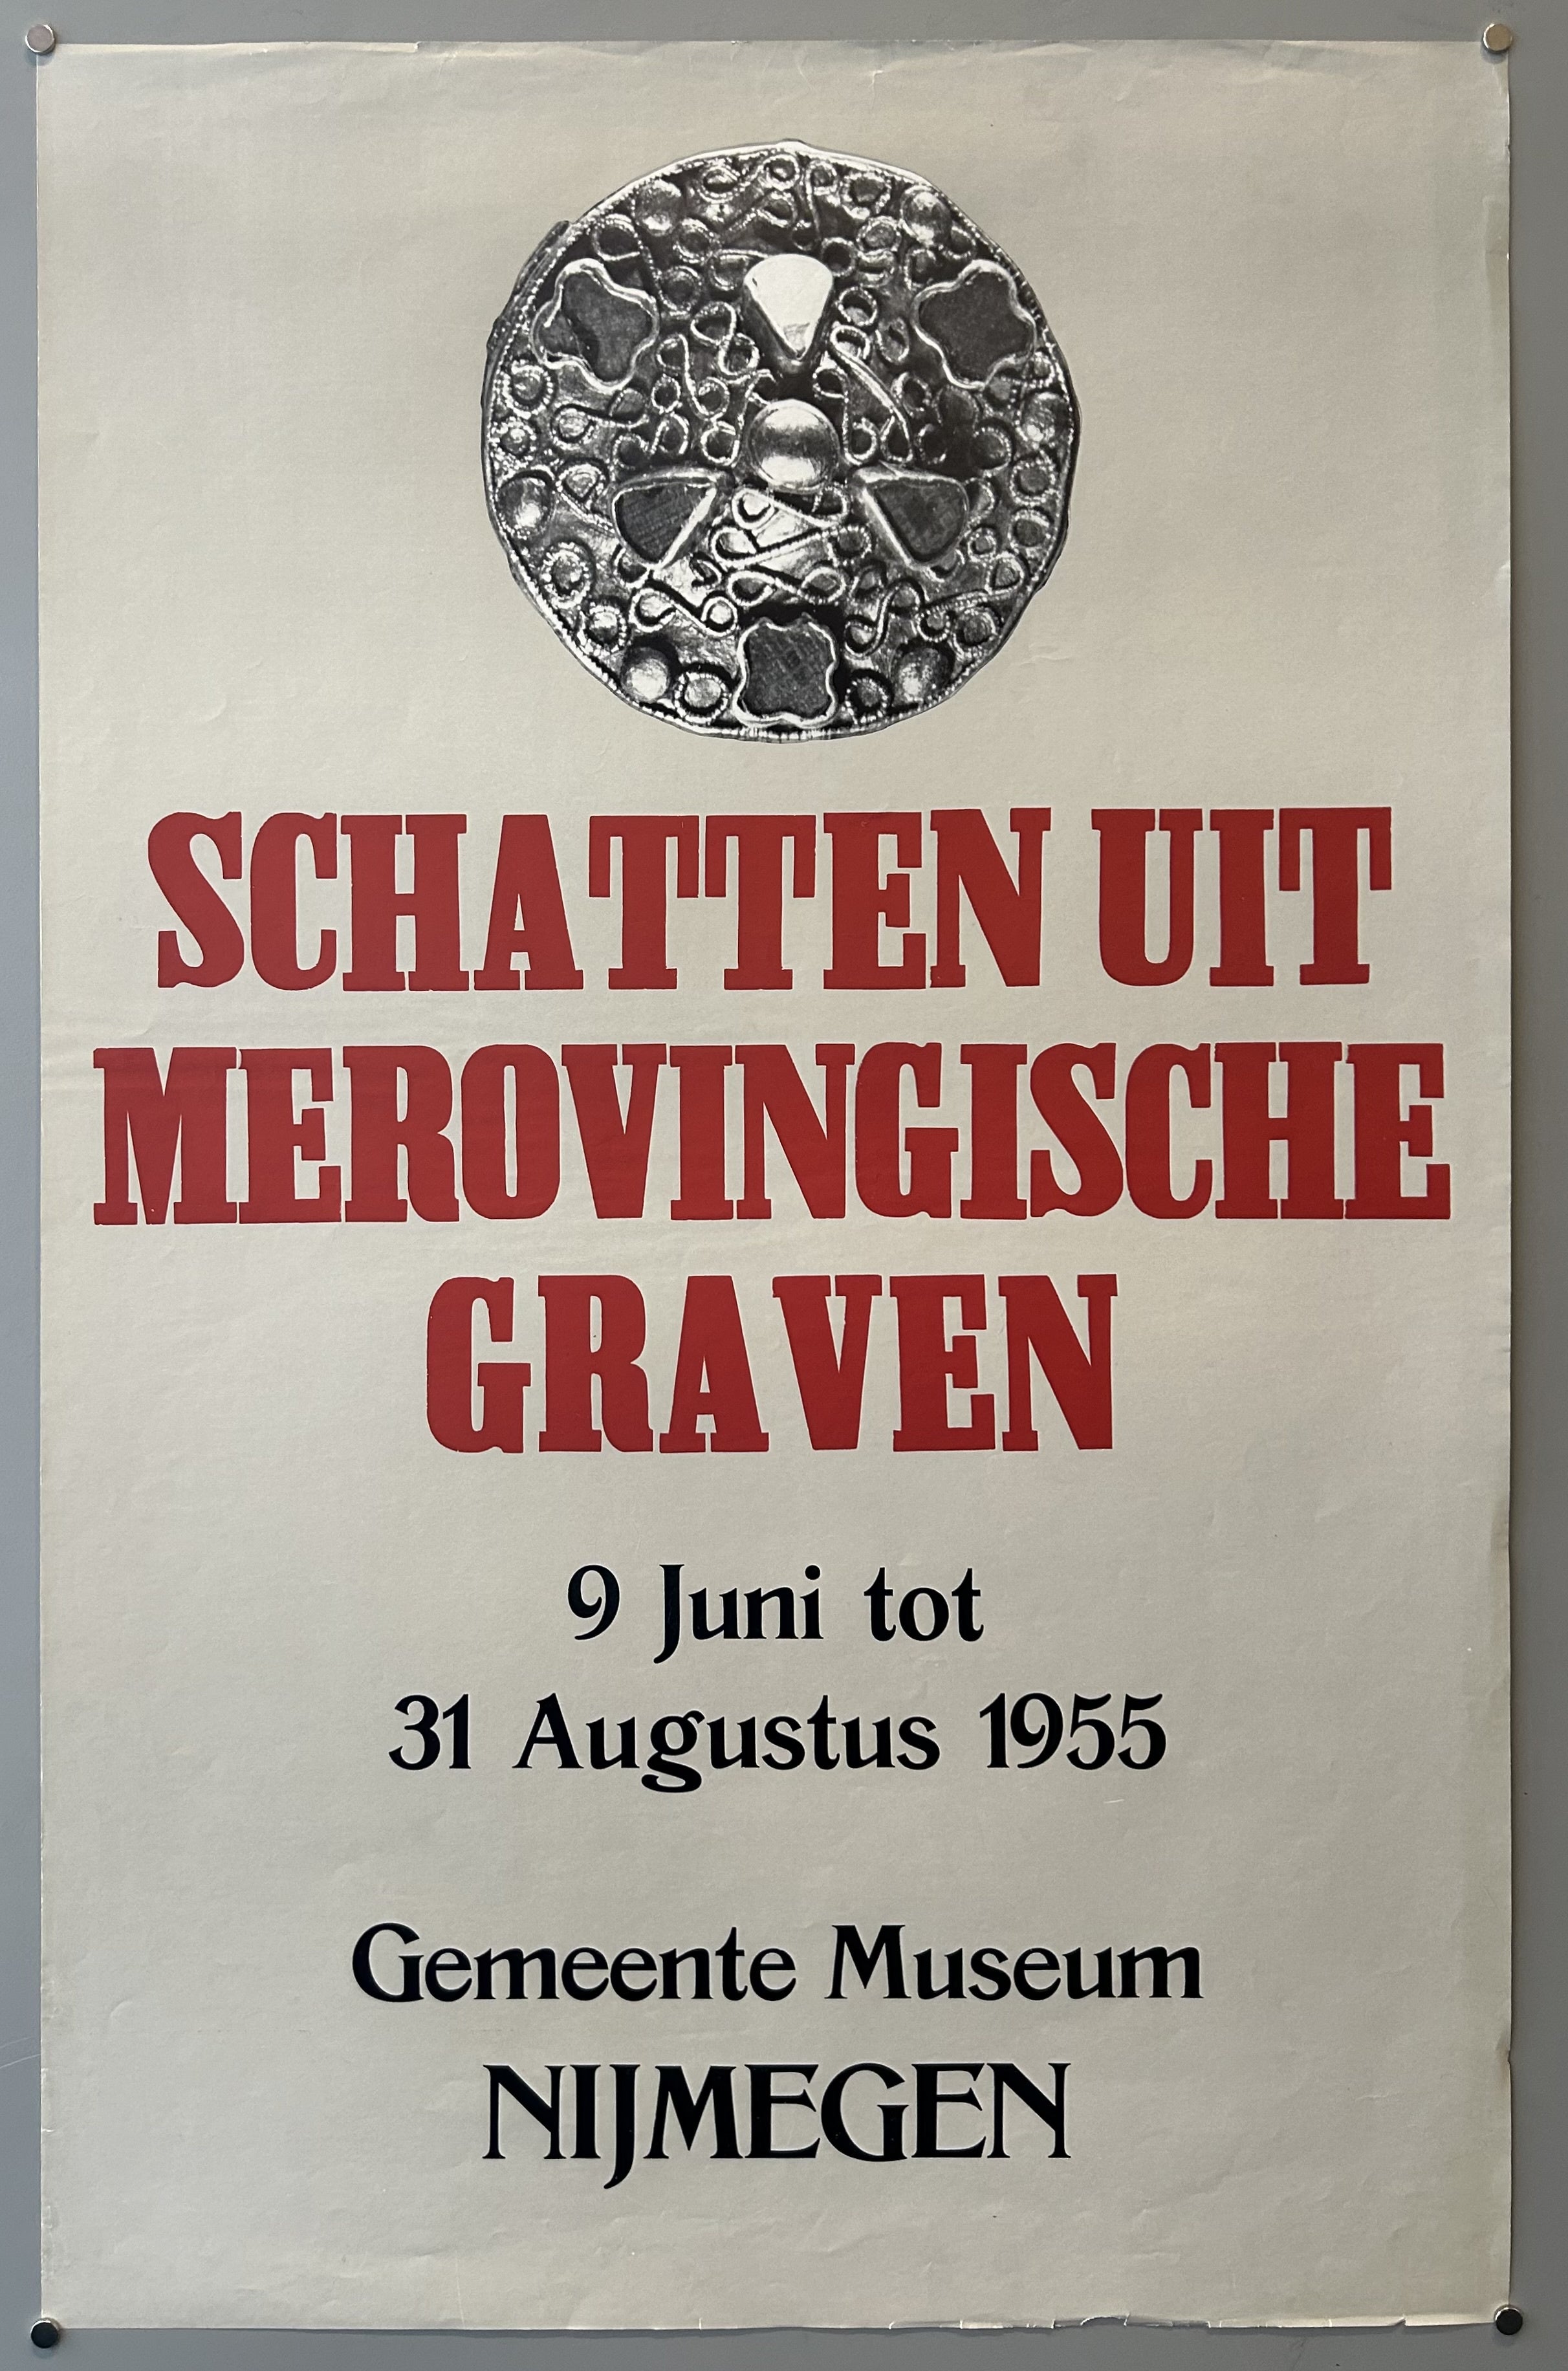 SCHATTEN UIT
MEROVINGISCHE
GRAVEN
9 Juni tot
31 Augustus 1955
Gemeente Museum
NIJMEGEN